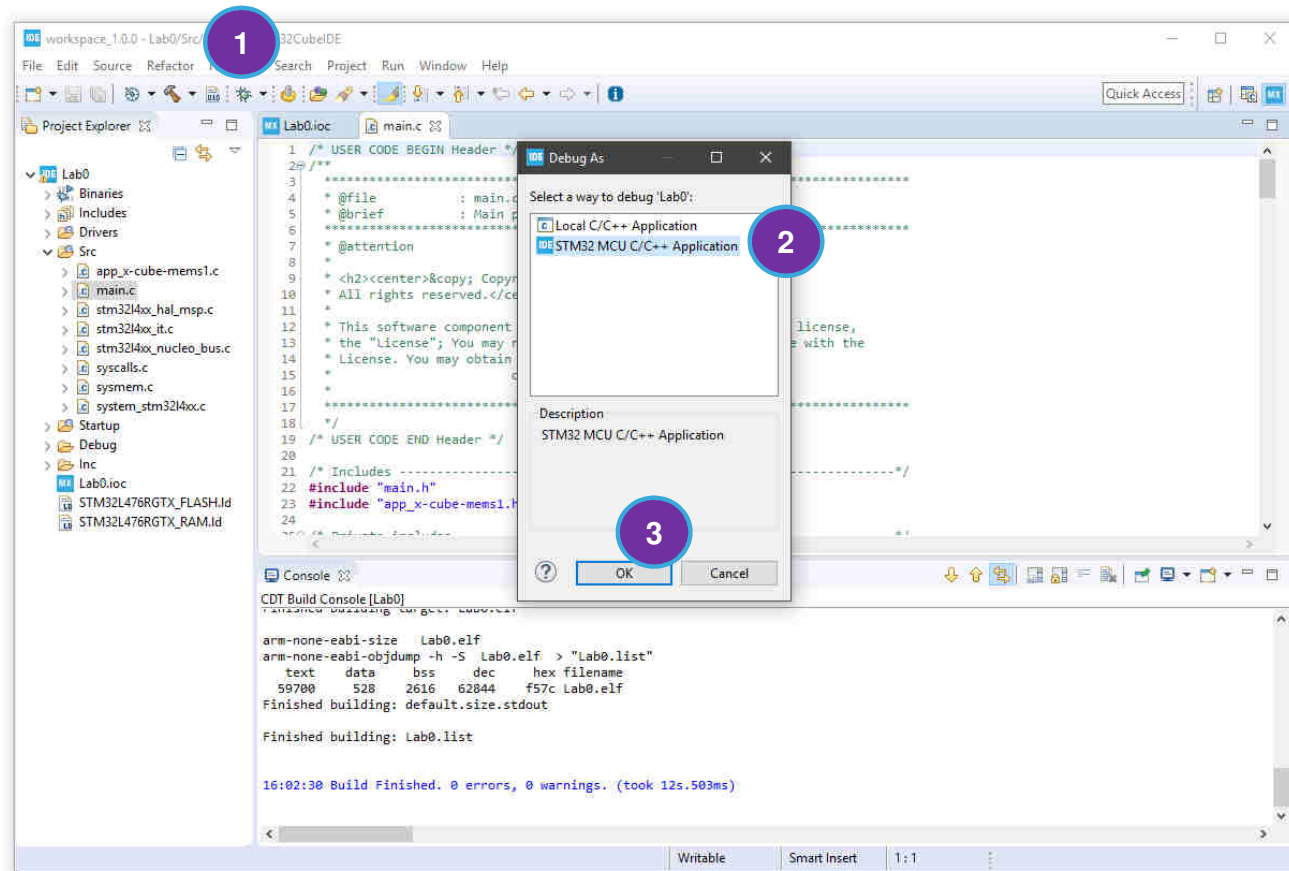 workspace_1.0.0 - Lab0/Src/ 32CubeIDE
1
File Edit Source Refactor Search Project Run Window Help
Quick Access
Project Explorer
Lab0.ioc
main.c
Lab0
Binaries
Includes
Drivers
Src
app_x-cube-mems1.c
main.c
stm32l4xx_hal_msp.c
stm32l4xx_it.c
stm32l4xx_nucleo_bus.c
syscalls.c
sysmem.c
system_stm32l4xx.c
Startup
Debug
Inc
Lab0.ioc
STM32L476RGTX_FLASH.ld
STM32L476RGTX_RAM.ld
1 /* USER CODE BEGIN Header */
2 /**
3 ******************************************************************************
4 * @file : main.c
5 * @brief : Main p
6 ******************************************************************************
7 * @attention
8 *
9 * <h2><center>&copy; Copyr
10 * All rights reserved.</ce
11 *
12 * This software component license,
13 * the "License"; You may e with the
14 * License. You may obtain
15 *
16 *
17 ******************************************************************************
18 */
19 /* USER CODE END Header */
20
21 /* Includes ------------------------------------------------------------------*/
22 #include "main.h"
23 #include "app_x-cube-mems1.h
24
Debug As
Select a way to debug 'Lab0':
Local C/C++ Application
STM32 MCU C/C++ Application
2
Description
STM32 MCU C/C++ Application
3
OK
Cancel
Console
CDT Build Console [Lab0]
Finished building target: Lab0.elf
arm-none-eabi-size Lab0.elf
arm-none-eabi-objdump -h -S Lab0.elf > "Lab0.list"
text data bss dec hex filename
59700 528 2616 62844 f57c Lab0.elf
Finished building: default.size.stdout
Finished building: Lab0.list
16:02:30 Build Finished. 0 errors, 0 warnings. (took 12s.503ms)
Writable
Smart Insert
1 : 1